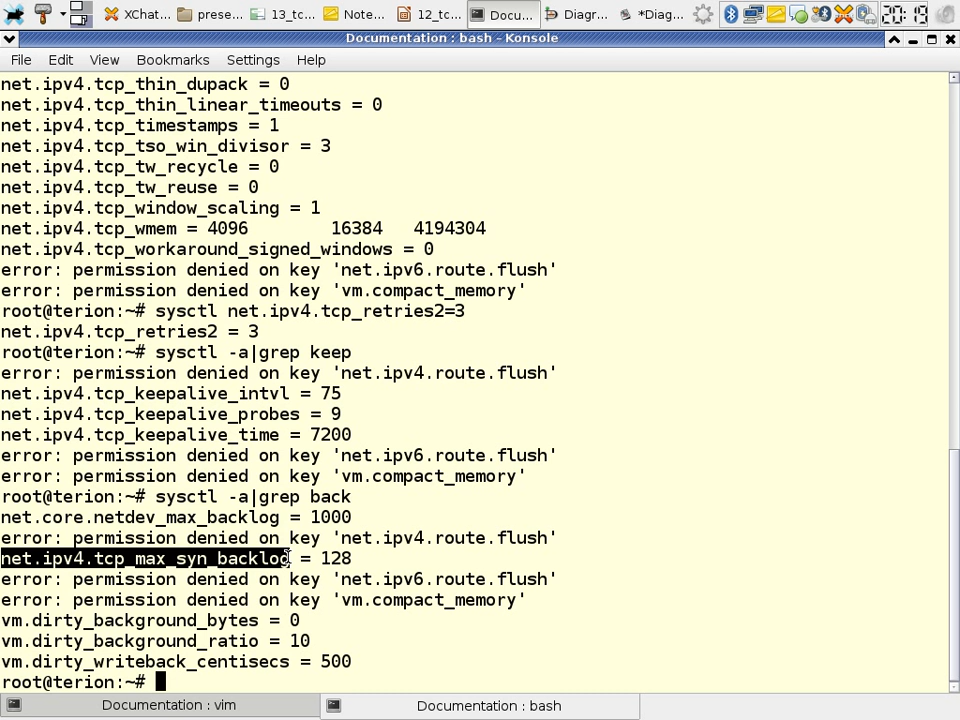 XChat... prese... 13_tc... Note... 12_tc... Docu... Diagr... *Diag... 20:19
Documentation : bash – Konsole
File Edit View Bookmarks Settings Help
net.ipv4.tcp_thin_dupack = 0
net.ipv4.tcp_thin_linear_timeouts = 0
net.ipv4.tcp_timestamps = 1
net.ipv4.tcp_tso_win_divisor = 3
net.ipv4.tcp_tw_recycle = 0
net.ipv4.tcp_tw_reuse = 0
net.ipv4.tcp_window_scaling = 1
net.ipv4.tcp_wmem = 4096 16384 4194304
net.ipv4.tcp_workaround_signed_windows = 0
error: permission denied on key 'net.ipv6.route.flush'
error: permission denied on key 'vm.compact_memory'
root@terion:~# sysctl net.ipv4.tcp_retries2=3
net.ipv4.tcp_retries2 = 3
root@terion:~# sysctl -a|grep keep
error: permission denied on key 'net.ipv4.route.flush'
net.ipv4.tcp_keepalive_intvl = 75
net.ipv4.tcp_keepalive_probes = 9
net.ipv4.tcp_keepalive_time = 7200
error: permission denied on key 'net.ipv6.route.flush'
error: permission denied on key 'vm.compact_memory'
root@terion:~# sysctl -a|grep back
net.core.netdev_max_backlog = 1000
error: permission denied on key 'net.ipv4.route.flush'
net.ipv4.tcp_max_syn_backlog = 128
error: permission denied on key 'net.ipv6.route.flush'
error: permission denied on key 'vm.compact_memory'
vm.dirty_background_bytes = 0
vm.dirty_background_ratio = 10
vm.dirty_writeback_centisecs = 500
root@terion:~#
Documentation : vim Documentation : bash